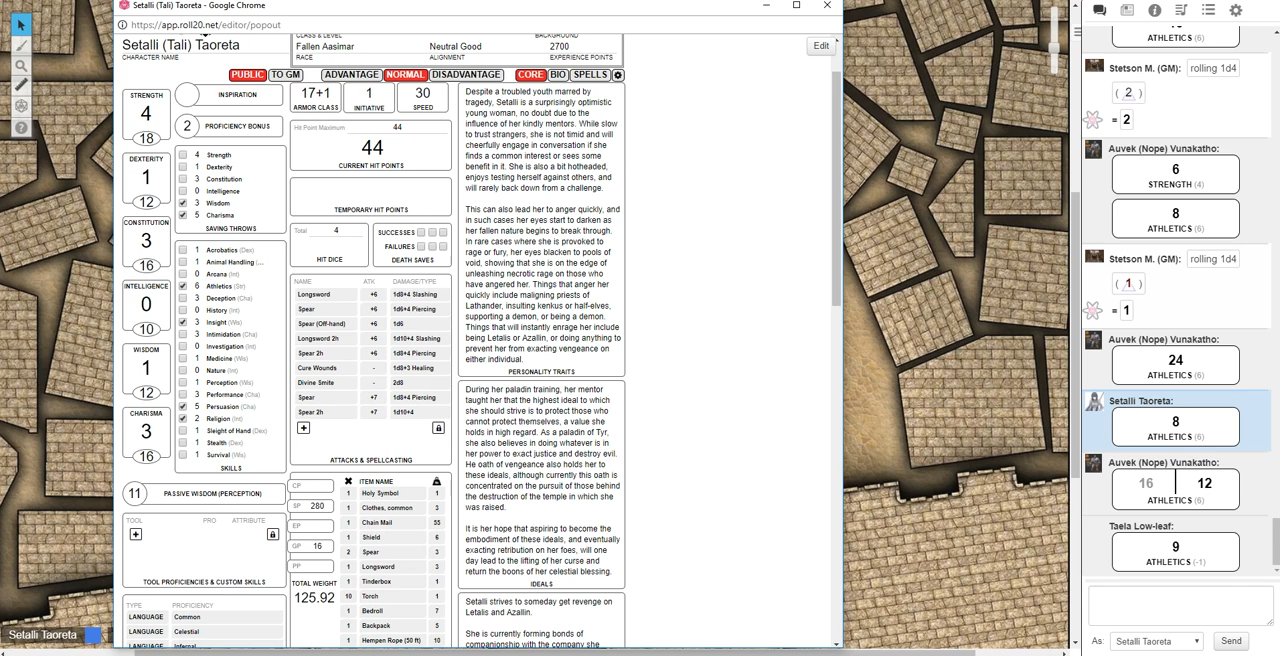 Setalli (Tali) Taoreta - Google Chrome
https://app.roll20.net/editor/popout
Setalli (Tali) Taoreta
CHARACTER NAME
CLASS & LEVEL
BACKGROUND
Fallen Aasimar
Neutral Good
2700
RACE
ALIGNMENT
EXPERIENCE POINTS
Edit
PUBLIC
TO GM
ADVANTAGE
NORMAL
DISADVANTAGE
CORE
BIO
SPELLS
STRENGTH
4
18
DEXTERITY
1
12
CONSTITUTION
3
16
INTELLIGENCE
0
10
WISDOM
1
12
CHARISMA
3
16
INSPIRATION
2 PROFICIENCY BONUS
4 Strength
1 Dexterity
3 Constitution
0 Intelligence
3 Wisdom
5 Charisma
SAVING THROWS
1 Acrobatics (Dex)
1 Animal Handling (...
0 Arcana (Int)
6 Athletics (Str)
3 Deception (Cha)
0 History (Int)
3 Insight (Wis)
3 Intimidation (Cha)
0 Investigation (Int)
1 Medicine (Wis)
0 Nature (Int)
1 Perception (Wis)
3 Performance (Cha)
5 Persuasion (Cha)
2 Religion (Int)
1 Sleight of Hand (Dex)
1 Stealth (Dex)
1 Survival (Wis)
SKILLS
11 PASSIVE WISDOM (PERCEPTION)
TOOL PRO ATTRIBUTE
+
TOOL PROFICIENCIES & CUSTOM SKILLS
TYPE PROFICIENCY
LANGUAGE Common
LANGUAGE Celestial
LANGUAGE Infernal
17+1
ARMOR CLASS
1
INITIATIVE
30
SPEED
Hit Point Maximum 44
44
CURRENT HIT POINTS
TEMPORARY HIT POINTS
Total 4
HIT DICE
SUCCESSES
FAILURES
DEATH SAVES
NAME ATK DAMAGE/TYPE
Longsword +6 1d8+4 Slashing
Spear +6 1d6+4 Piercing
Spear (Off-hand) +6 1d6
Longsword 2h +6 1d10+4 Slashing
Spear 2h +6 1d8+4 Piercing
Cure Wounds - 1d8+3 Healing
Divine Smite - 2d8
Spear +7 1d8+4 Piercing
Spear 2h +7 1d10+4
+
ATTACKS & SPELLCASTING
CP
SP 280
EP
GP 16
PP
TOTAL WEIGHT
125.92
ITEM NAME
1 Holy Symbol 1
1 Clothes, common 3
1 Chain Mail 55
1 Shield 6
2 Spear 3
1 Longsword 3
1 Tinderbox 1
10 Torch 1
1 Bedroll 7
1 Backpack 5
1 Hempen Rope (50 ft) 10
Despite a troubled youth marred by
tragedy, Setalli is a surprisingly optimistic
young woman, no doubt due to the
influence of her kindly mentors. While slow
to trust strangers, she is not timid and will
cheerfully engage in conversation if she
finds a common interest or sees some
benefit in it. She is also a bit hotheaded,
enjoys testing herself against others, and
will rarely back down from a challenge.
This can also lead her to anger quickly, and
in such cases her eyes start to darken as
her fallen nature begins to break through.
In rare cases where she is provoked to
rage or fury, her eyes blacken to pools of
void, showing that she is on the edge of
unleashing necrotic rage on those who
have angered her. Things that anger her
quickly include maligning priests of
Lathander, insulting kenkus or half-elves,
supporting a demon, or being a demon.
Things that will instantly enrage her include
being Letalis or Azallin, or doing anything to
prevent her from exacting vengeance on
either individual.
PERSONALITY TRAITS
During her paladin training, her mentor
taught her that the highest ideal to which
she should strive is to protect those who
cannot protect themselves, a value she
holds in high regard. As a paladin of Tyr,
she also believes in doing whatever is in
her power to exact justice and destroy evil.
He oath of vengeance also holds her to
these ideals, although currently this oath is
concentrated on the pursuit of those behind
the destruction of the temple in which she
was raised.
It is her hope that aspiring to become the
embodiment of these ideals, and eventually
exacting retribution on her foes, will one
day lead to the lifting of her curse and
return the boons of her celestial blessing.
IDEALS
Setalli strives to someday get revenge on
Letalis and Azallin.
She is currently forming bonds of
companionship with the company she
Setalli Taoreta
ATHLETICS (6)
Stetson M. (GM): rolling 1d4
( 2 )
= 2
Auvek (Nope) Vunakatho:
6
STRENGTH (4)
8
ATHLETICS (6)
Stetson M. (GM): rolling 1d4
( 1 )
= 1
Auvek (Nope) Vunakatho:
24
ATHLETICS (6)
Setalli Taoreta:
8
ATHLETICS (6)
Auvek (Nope) Vunakatho:
16 12
ATHLETICS (6)
Taela Low-leaf:
9
ATHLETICS (-1)
As: Setalli Taoreta
Send